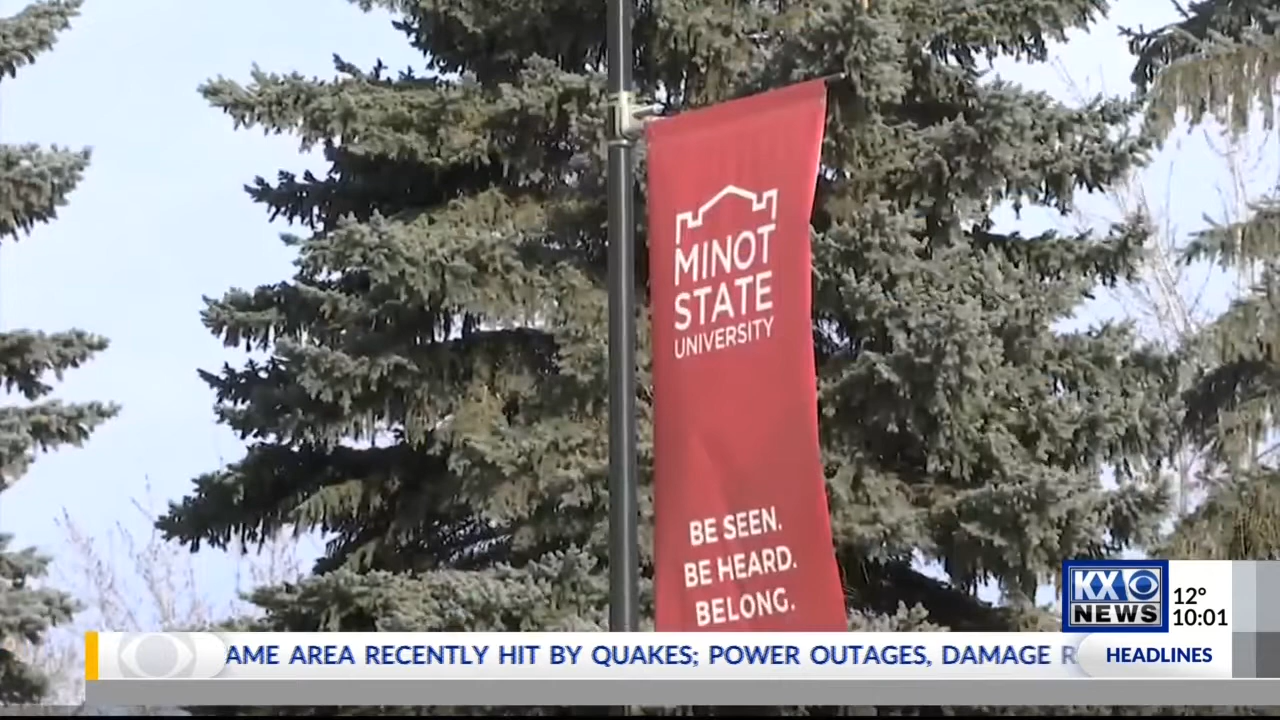 MINOT
STATE
UNIVERSITY
BE SEEN.
BE HEARD.
BELONG.
KX
NEWS
12°
10:01
AME AREA RECENTLY HIT BY QUAKES; POWER OUTAGES, DAMAGE R
HEADLINES